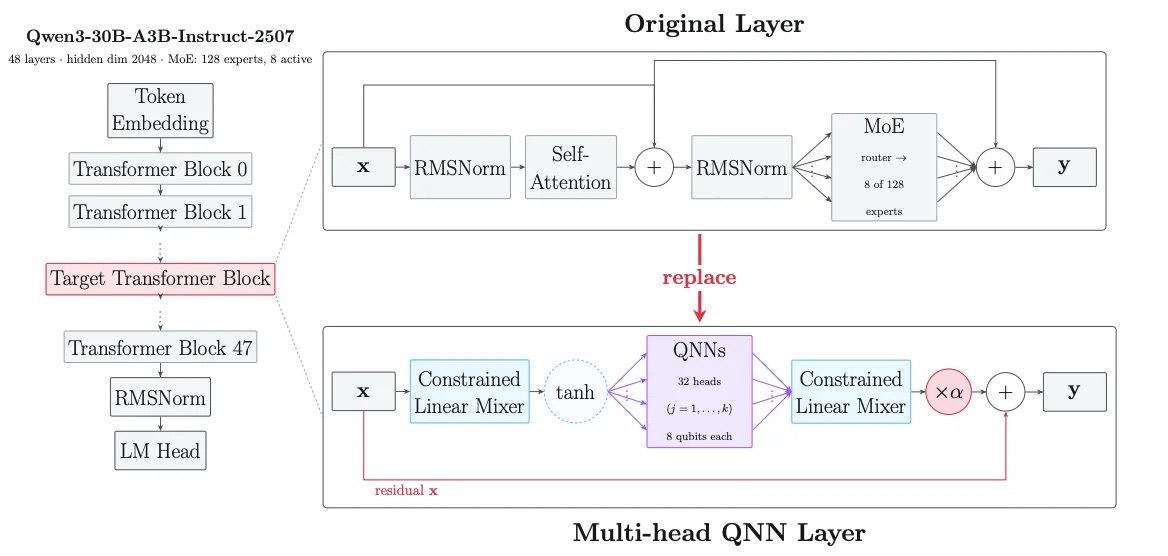 Qwen3-30B-A3B-Instruct-2507
48 layers · hidden dim 2048 · MoE: 128 experts, 8 active
Token
Embedding
Transformer Block 0
Transformer Block 1
Target Transformer Block
Transformer Block 47
RMSNorm
LM Head
Original Layer
x
RMSNorm
Self-
Attention
+
RMSNorm
MoE
router →
8 of 128
experts
+
y
replace
x
Constrained
Linear Mixer
tanh
QNNs
32 heads
(j = 1, . . . , k)
8 qubits each
Constrained
Linear Mixer
×α
+
y
residual x
Multi-head QNN Layer